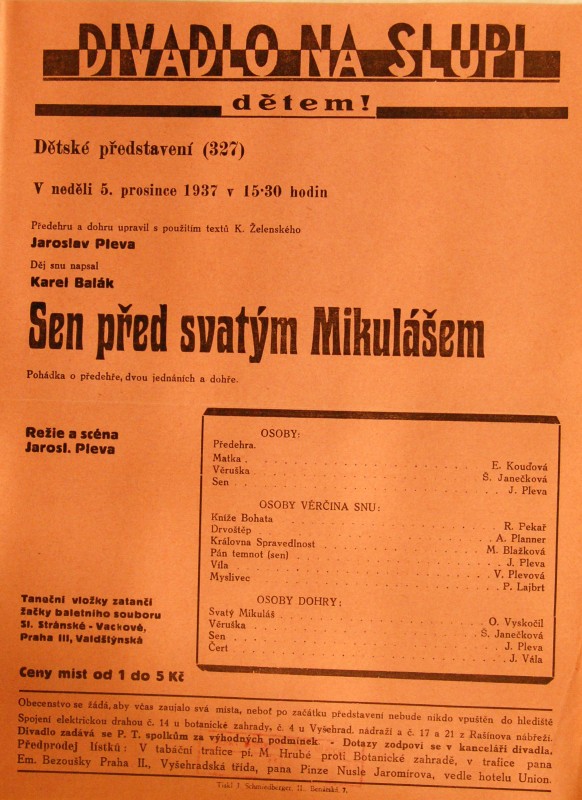 DIVADLO NA SLUPI
dětem!
Dětské představení (327)
V neděli 5. prosince 1937 v 15·30 hodin
Předehru a dohru upravil s použitím textů K. Želenského
Jaroslav Pleva
Děj snu napsal
Karel Balák
Sen před svatým Mikulášem
Pohádka o předehře, dvou jednáních a dohře.
Režie a scéna
Jarosl. Pleva
OSOBY:
Předehra.
Matka . . . E. Kouďová
Věruška . . . Š. Janečková
Sen . . . J. Pleva
OSOBY VĚRČINA SNU:
Kníže Bohata . . . R. Pekař
Drvoštěp . . . A. Planner
Královna Spravedlnost . . . M. Blažková
Pán temnot (sen) . . . J. Pleva
Víla . . . V. Plevová
Myslivec . . . P. Lajbrt
OSOBY DOHRY:
Svatý Mikuláš . . . O. Vyskočil
Věruška . . . Š. Janečková
Sen . . . J. Pleva
Čert . . . J. Vála
Taneční vložky zatančí
žačky baletního souboru
Sl. Stránské - Vackové,
Praha III, Valdštýnská
Ceny míst od 1 do 5 Kč
Obecenstvo se žádá, aby včas zaujalo svá místa, neboť po začátku představení nebude nikdo vpuštěn do hlediště
Spojení elektrickou drahou č. 14 u botanické zahrady, č. 4 u Vyšehrad. nádraží a č. 17 a 21 z Rašínova nábřeží.
Divadlo zadává se P. T. spolkům za výhodných podmínek. - Dotazy zodpoví se v kanceláři divadla.
Předprodej lístků: V tabáční trafice pí. M. Hrubé proti Botanické zahradě, v trafice pana
Em. Bezoušky Praha II., Vyšehradská třída, pana Pinze Nusle Jaromírova, vedle hotelu Union.
Tiskl J. Schmoldberger, II., Benátská 7.